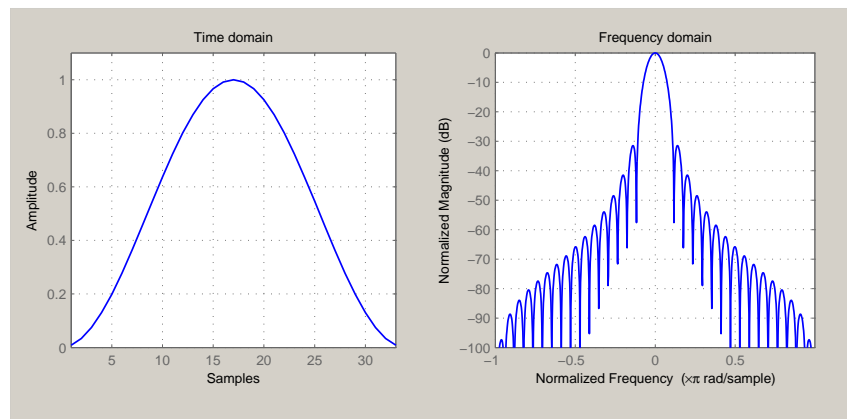 Time domain
Amplitude
1
0.8
0.6
0.4
0.2
0
5 10 15 20 25 30
Samples
Frequency domain
Normalized Magnitude (dB)
0
−10
−20
−30
−40
−50
−60
−70
−80
−90
−100
−1 −0.5 0 0.5
Normalized Frequency (×π rad/sample)